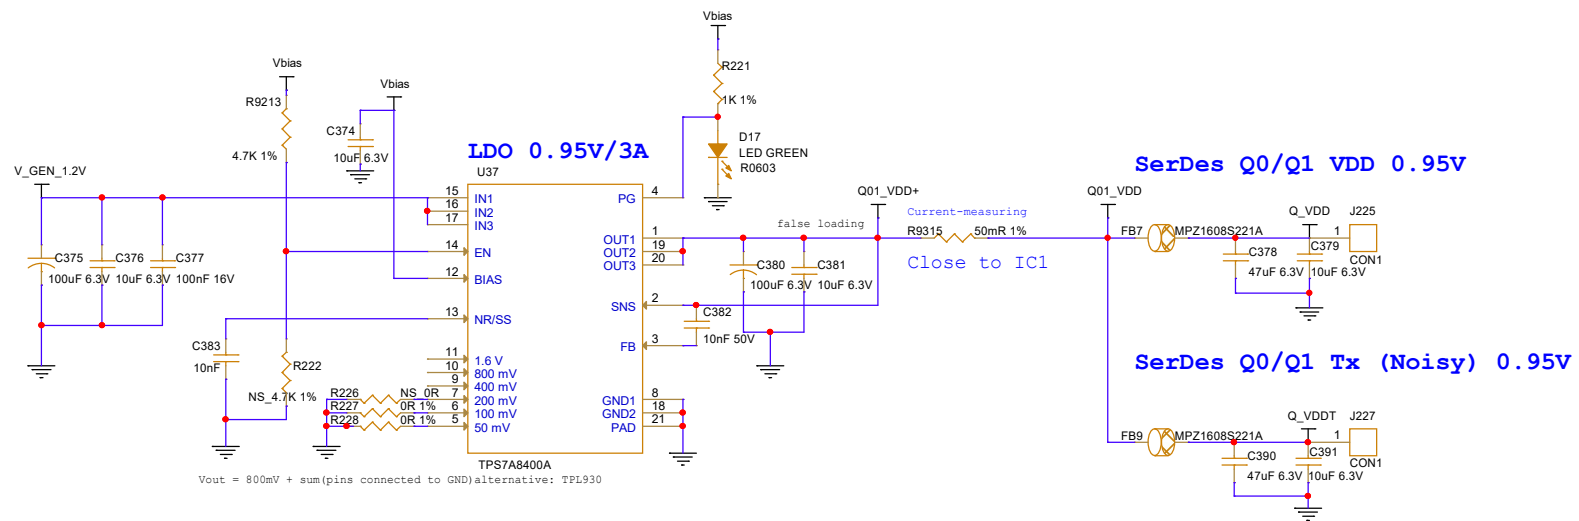 Vbias
R221
1K 1%
Vbias
R9213
4.7K 1%
Vbias
C374
10uF 6.3V
LDO 0.95V/3A
U37
D17
LED GREEN
R0603
SerDes Q0/Q1 VDD 0.95V
V_GEN_1.2V
15
16
17
IN1
IN2
IN3
14
EN
12
BIAS
13
NR/SS
11
1.6 V
10
800 mV
9
400 mV
7
200 mV
6
100 mV
5
50 mV
PG
4
OUT1
1
OUT2
19
OUT3
20
SNS
2
FB
3
GND1
8
GND2
18
PAD
21
TPS7A8400A
C375
100uF 6.3V
C376
10uF 6.3V
C377
100nF 16V
C383
10nF
R222
NS_4.7K 1%
R226
NS_0R
R227
0R 1%
R228
0R 1%
Vout = 800mV + sum(pins connected to GND)alternative: TPL930
false loading
Q01_VDD+
Current-measuring
R9315
50mR 1%
Close to IC1
C380
100uF 6.3V
C381
10uF 6.3V
C382
10nF 50V
Q01_VDD
FB7
MPZ1608S221A
Q_VDD
J225
1
CON1
C378
47uF 6.3V
C379
10uF 6.3V
SerDes Q0/Q1 Tx (Noisy) 0.95V
FB9
MPZ1608S221A
Q_VDDT
J227
1
CON1
C390
47uF 6.3V
C391
10uF 6.3V